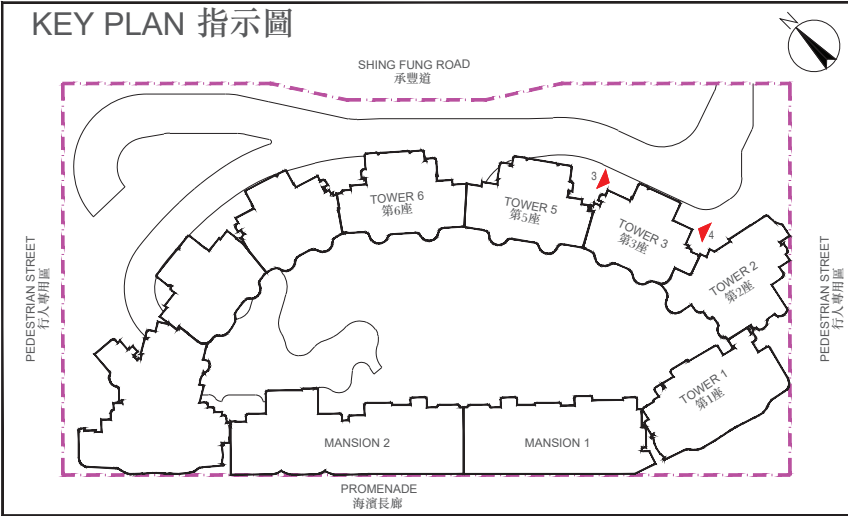 KEY PLAN 指示圖
N
SHING FUNG ROAD
承豐道
PEDESTRIAN STREET
行人專用區
TOWER 6
第6座
TOWER 5
第5座
3
TOWER 3
第3座
4
TOWER 2
第2座
TOWER 1
第1座
PEDESTRIAN STREET
行人專用區
MANSION 2
MANSION 1
PROMENADE
海濱長廊